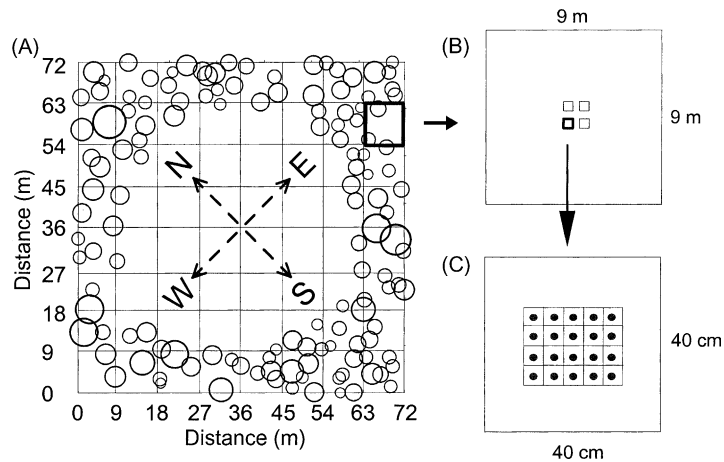 (A)
72
63
54
45
36
27
18
9
0
Distance (m)
N
E
W
S
0 9 18 27 36 45 54 63 72
Distance (m)
(B)
9 m
9 m
(C)
40 cm
40 cm